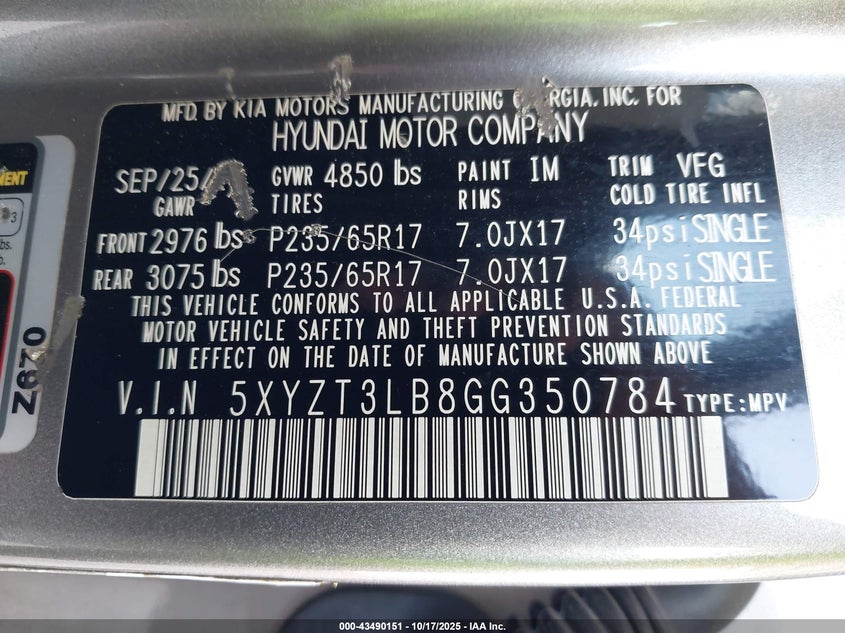 MFD. BY KIA MOTORS MANUFACTURING INC. FOR
HYUNDAI MOTOR COMPANY
SEP/25/ GVWR 4850 lbs PAINT IM TRIM VFG
GAWR TIRES RIMS COLD TIRE INFL
FRONT 2976 lbs P235/65R17 7.0JX17 34psi SINGLE
REAR 3075 lbs P235/65R17 7.0JX17 34psi SINGLE
THIS VEHICLE CONFORMS TO ALL APPLICABLE U.S.A. FEDERAL
MOTOR VEHICLE SAFETY AND THEFT PREVENTION STANDARDS
IN EFFECT ON THE DATE OF MANUFACTURE SHOWN ABOVE
V.I.N 5XYZT3LB8GG350784 TYPE:MPV
Z670
000-43490151 - 10/17/2025 - IAA Inc.